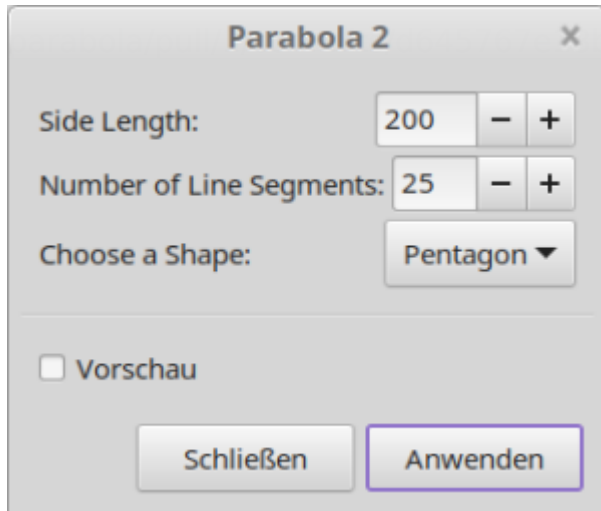 Parabola 2
Side Length: 200
Number of Line Segments: 25
Choose a Shape: Pentagon
Vorschau
Schließen Anwenden